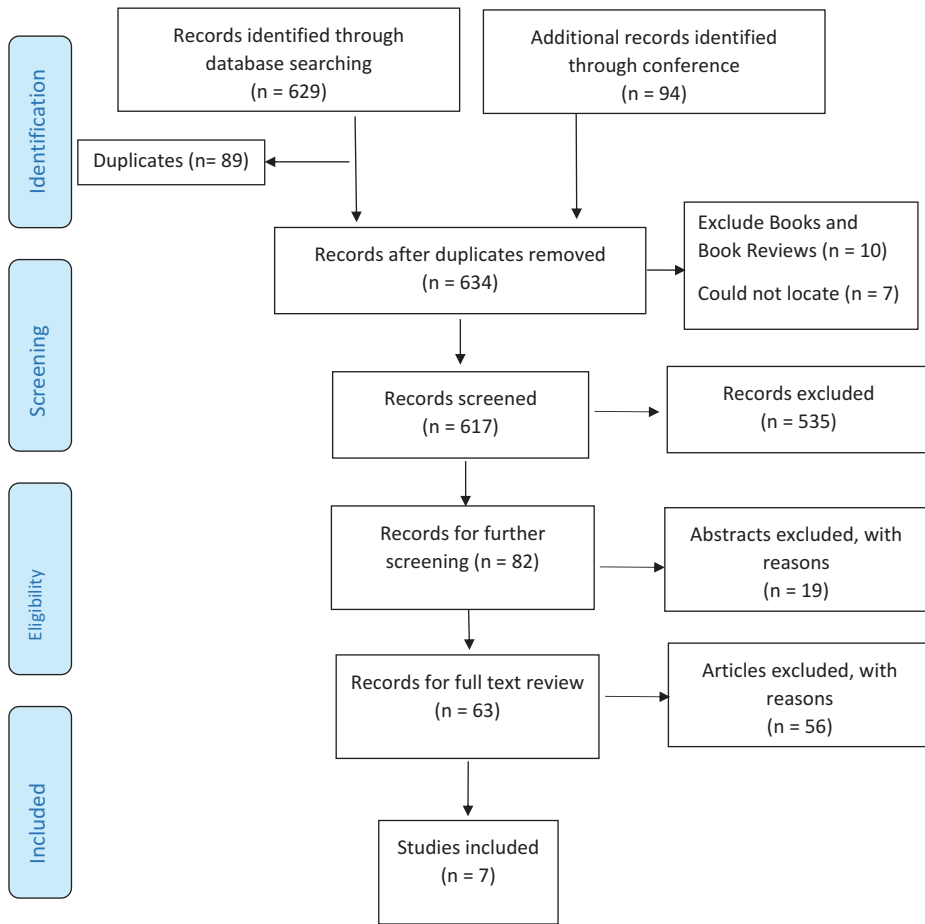 Identification
Records identified through
database searching
(n = 629)
Additional records identified
through conference
(n = 94)
Duplicates (n= 89)
Records after duplicates removed
(n = 634)
Exclude Books and
Book Reviews (n = 10)
Could not locate (n = 7)
Screening
Records screened
(n = 617)
Records excluded
(n = 535)
Eligibility
Records for further
screening (n = 82)
Abstracts excluded, with
reasons
(n = 19)
Records for full text review
(n = 63)
Articles excluded, with
reasons
(n = 56)
Included
Studies included
(n = 7)